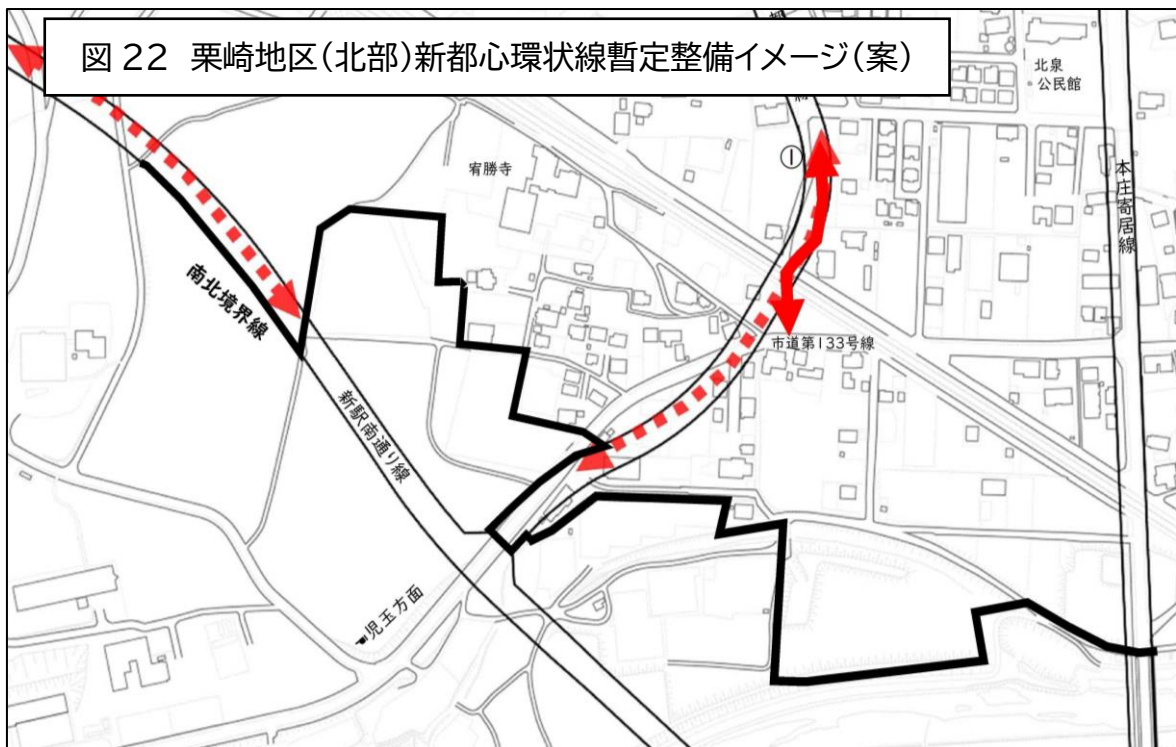 図22 栗崎地区(北部)新都心環状線暫定整備イメージ(案)
北泉
公民館
宥勝寺
①
本庄寄居線
南北境界線
市道第133号線
新駅南通り線
児玉方面